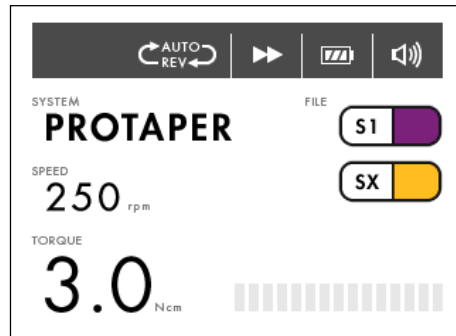 AUTO
REV
SYSTEM
PROTAPER
FILE
S1
SX
SPEED
250 rpm
TORQUE
3.0 Ncm